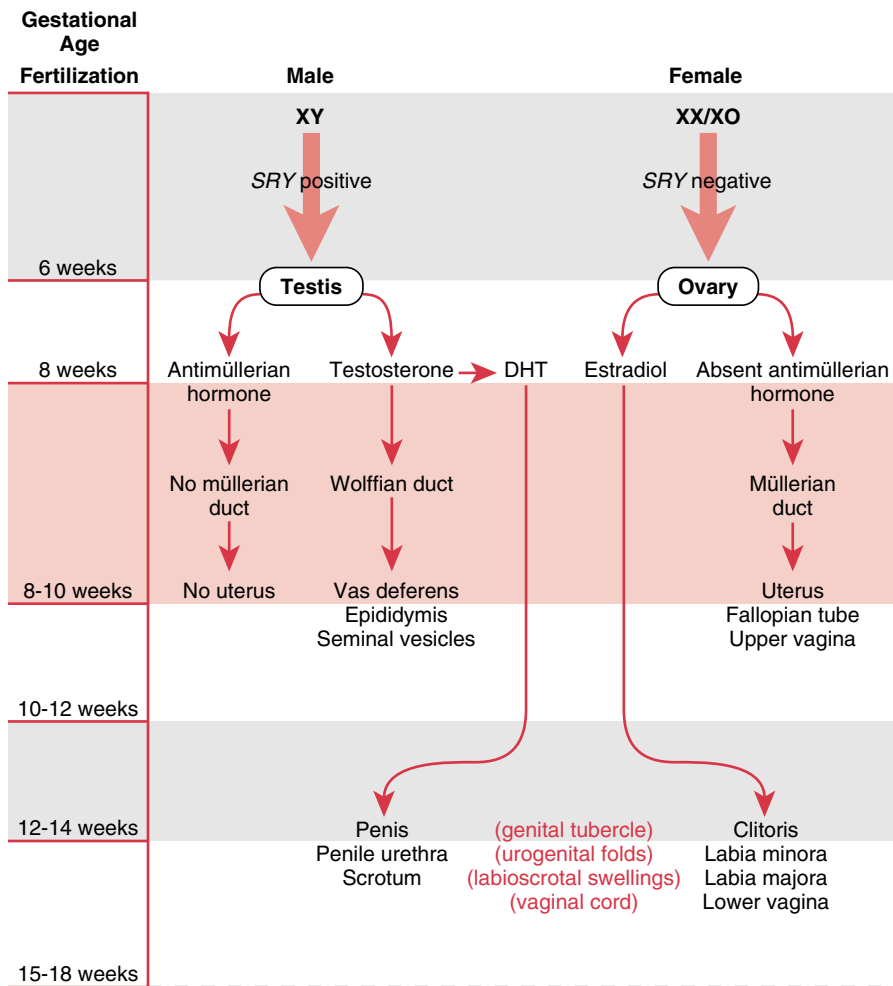 Gestational
Age
Fertilization
Male
Female
XY
XX/XO
SRY positive
SRY negative
6 weeks
Testis
Ovary
8 weeks
Antimüllerian
hormone
Testosterone
DHT
Estradiol
Absent antimüllerian
hormone
No müllerian
duct
Wolffian duct
Müllerian
duct
8-10 weeks
No uterus
Vas deferens
Epididymis
Seminal vesicles
Uterus
Fallopian tube
Upper vagina
10-12 weeks
12-14 weeks
Penis
Penile urethra
Scrotum
(genital tubercle)
(urogenital folds)
(labioscrotal swellings)
(vaginal cord)
Clitoris
Labia minora
Labia majora
Lower vagina
15-18 weeks